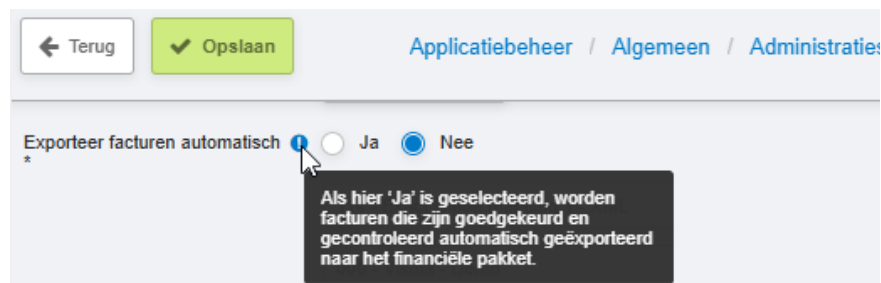 Terug
Opslaan
Applicatiebeheer / Algemeen / Administraties
Exporteer facturen automatisch
*
Ja
Nee
Als hier ‘Ja’ is geselecteerd, worden
facturen die zijn goedgekeurd en
gecontroleerd automatisch geëxporteerd
naar het financiële pakket.